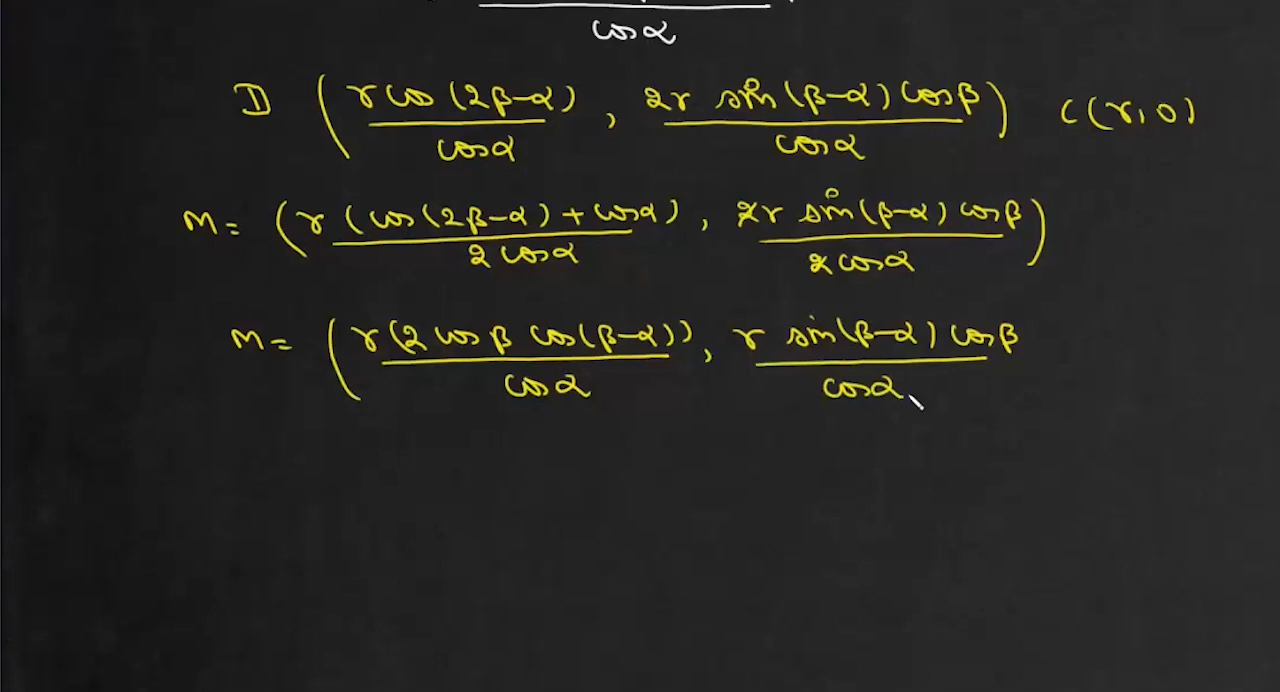 cosα
D ( r cos (2β-α) / cosα , 2r sin (β-α) cosβ / cosα ) C(r, 0)
M = ( r (cos(2β-α) + cosα) / 2 cosα , 2r sin(β-α) cosβ / 2 cosα )
M = ( r (2 cos β cos(β-α)) / cosα , r sin(β-α) cosβ / cosα